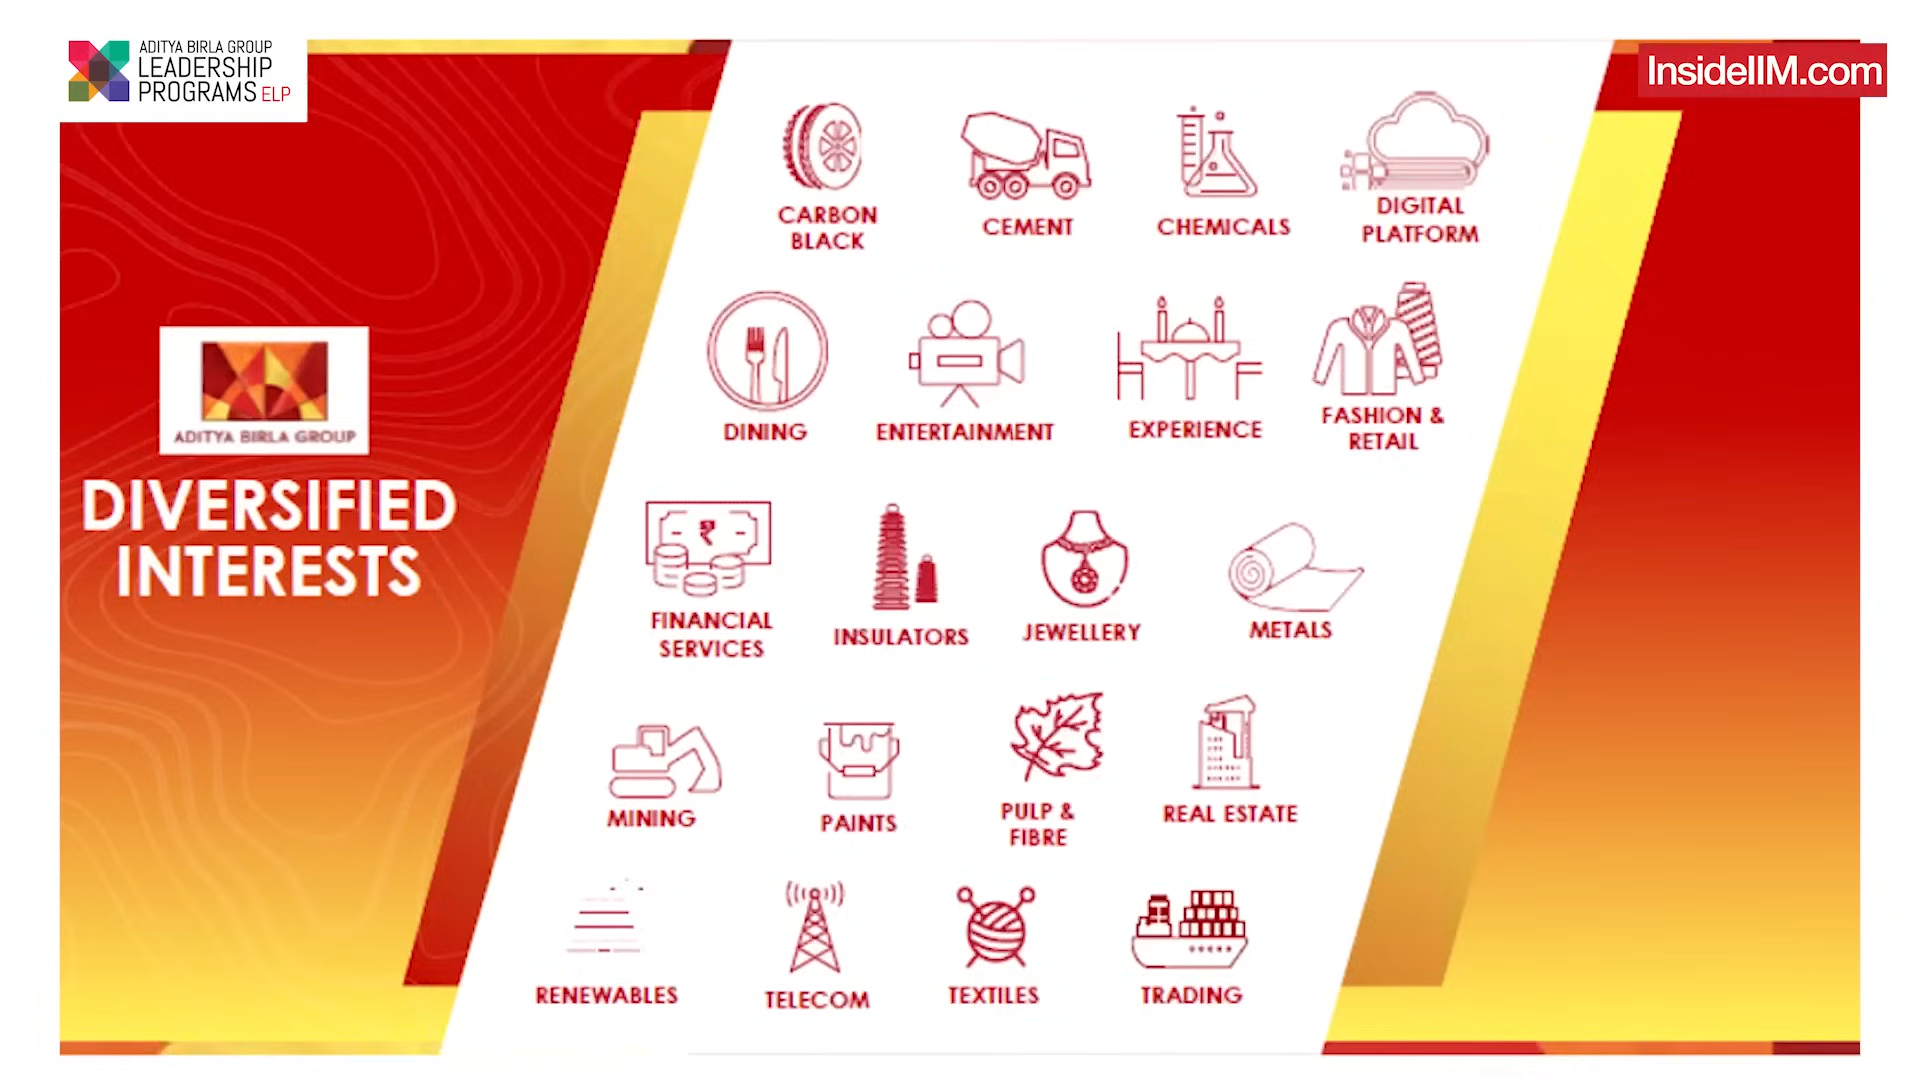 ADITYA BIRLA GROUP
LEADERSHIP
PROGRAMS ELP
InsideIIM.com
ADITYA BIRLA GROUP
DIVERSIFIED
INTERESTS
CARBON
BLACK
CEMENT
CHEMICALS
DIGITAL
PLATFORM
DINING
ENTERTAINMENT
EXPERIENCE
FASHION &
RETAIL
₹
FINANCIAL
SERVICES
INSULATORS
JEWELLERY
METALS
MINING
PAINTS
PULP &
FIBRE
REAL ESTATE
RENEWABLES
TELECOM
TEXTILES
TRADING